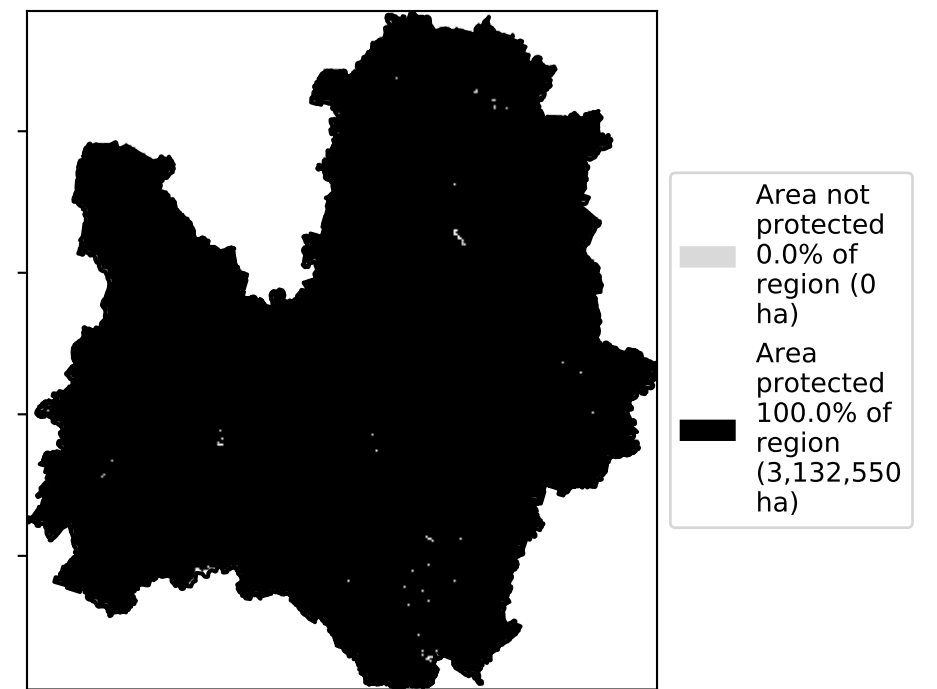 Area not
protected
0.0% of
region (0
ha)
Area
protected
100.0% of
region
(3,132,550
ha)